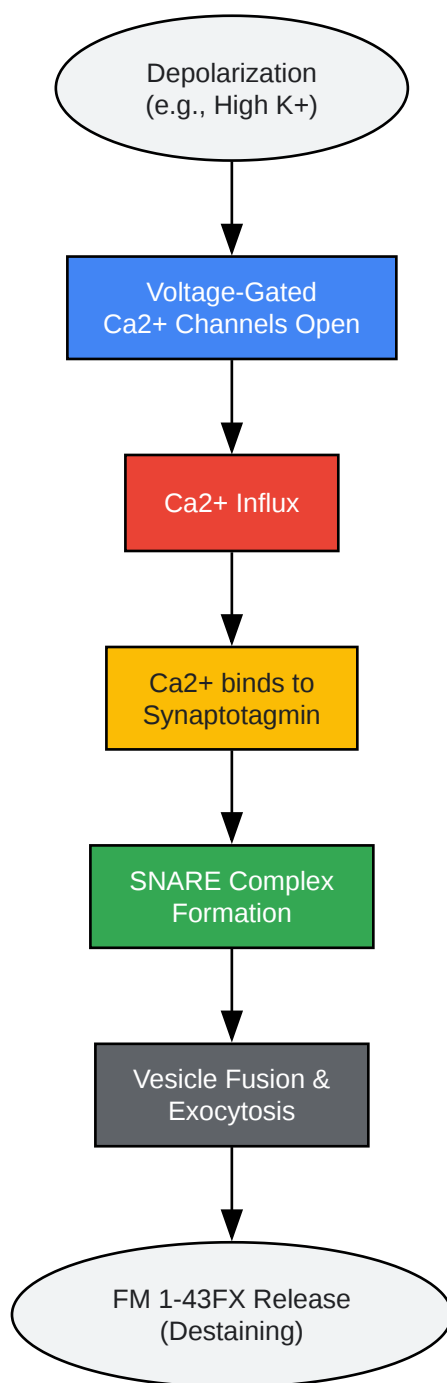 Depolarization
(e.g., High K+)
Voltage-Gated
Ca2+ Channels Open
Ca2+ Influx
Ca2+ binds to
Synaptotagmin
SNARE Complex
Formation
Vesicle Fusion &
Exocytosis
FM 1-43FX Release
(Destaining)